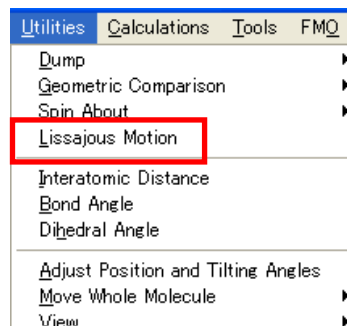 Utilities Calculations Tools FMO
Dump
Geometric Comparison
Spin About
Lissajous Motion
Interatomic Distance
Bond Angle
Dihedral Angle
Adjust Position and Tilting Angles
Move Whole Molecule
View